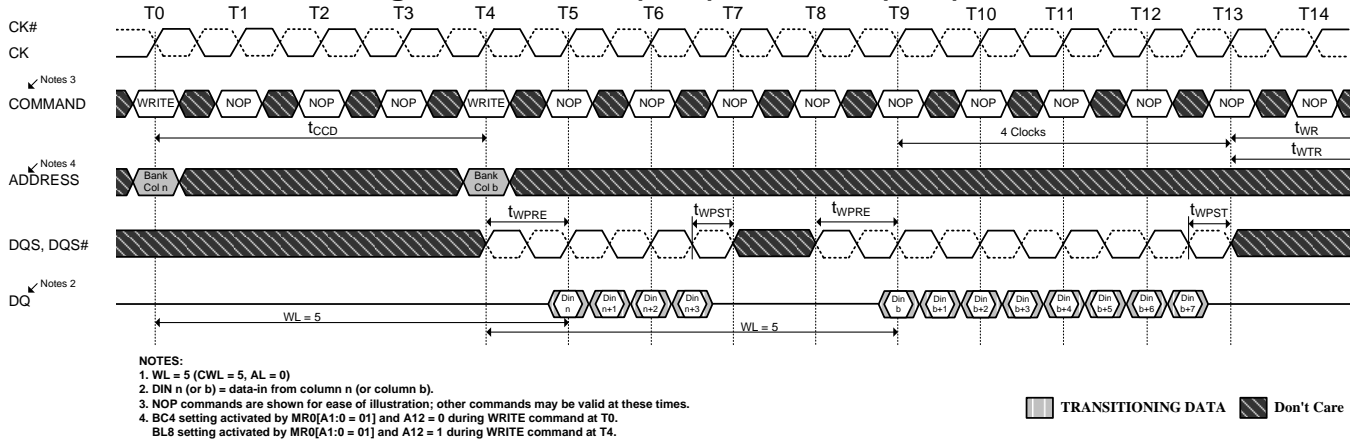 T0 T1 T2 T3 T4 T5 T6 T7 T8 T9 T10 T11 T12 T13 T14
CK#
CK
Notes 3
COMMAND
WRITE NOP NOP NOP WRITE NOP NOP NOP NOP NOP NOP NOP NOP NOP NOP
tCCD
4 Clocks
tWR
tWTR
Notes 4
ADDRESS
Bank Bank
Col n Col b
tWPRE tWPST tWPRE tWPST
DQS, DQS#
Notes 2
DQ
Din Din Din Din Din Din Din Din Din Din Din Din
n n+1 n+2 n+3 b b+1 b+2 b+3 b+4 b+5 b+6 b+7
WL = 5
WL = 5
NOTES:
1. WL = 5 (CWL = 5, AL = 0)
2. DIN n (or b) = data-in from column n (or column b).
3. NOP commands are shown for ease of illustration; other commands may be valid at these times.
4. BC4 setting activated by MR0[A1:0 = 01] and A12 = 0 during WRITE command at T0.
BL8 setting activated by MR0[A1:0 = 01] and A12 = 1 during WRITE command at T4.
TRANSITIONING DATA Don't Care